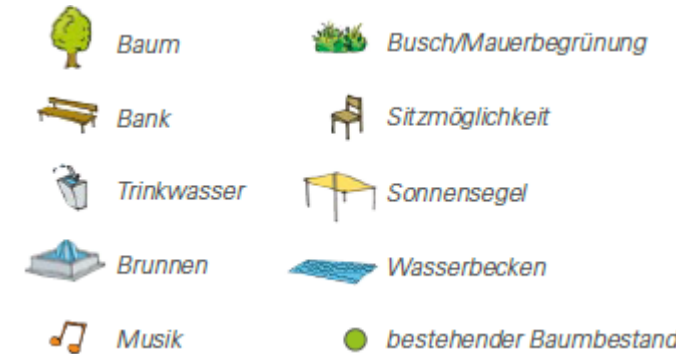 Baum
Busch/Mauerbegrünung
Bank
Sitzmöglichkeit
Trinkwasser
Sonnensegel
Brunnen
Wasserbecken
Musik
bestehender Baumbestand